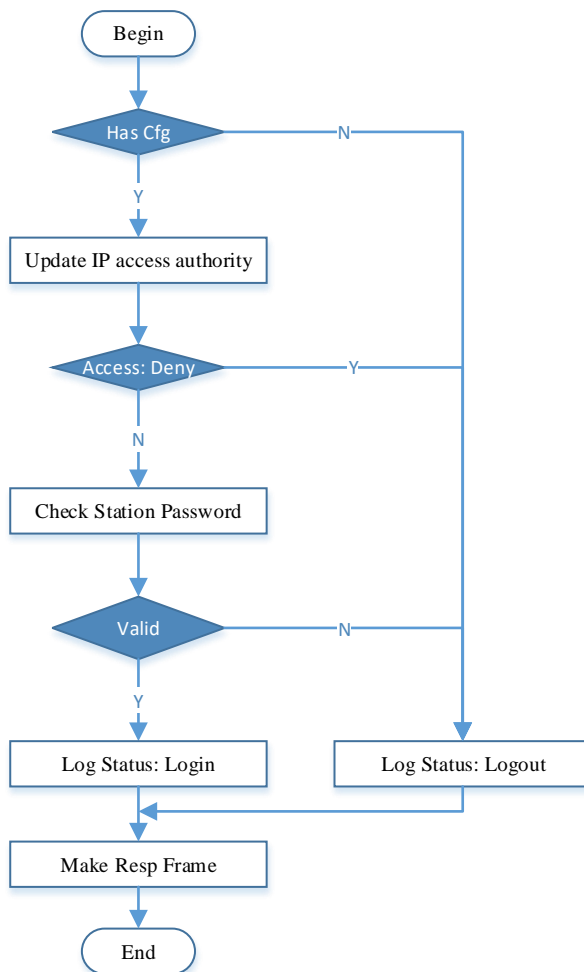 Begin
Has Cfg
N
Y
Update IP access authority
Access: Deny
Y
N
Check Station Password
Valid
N
Y
Log Status: Login
Log Status: Logout
Make Resp Frame
End